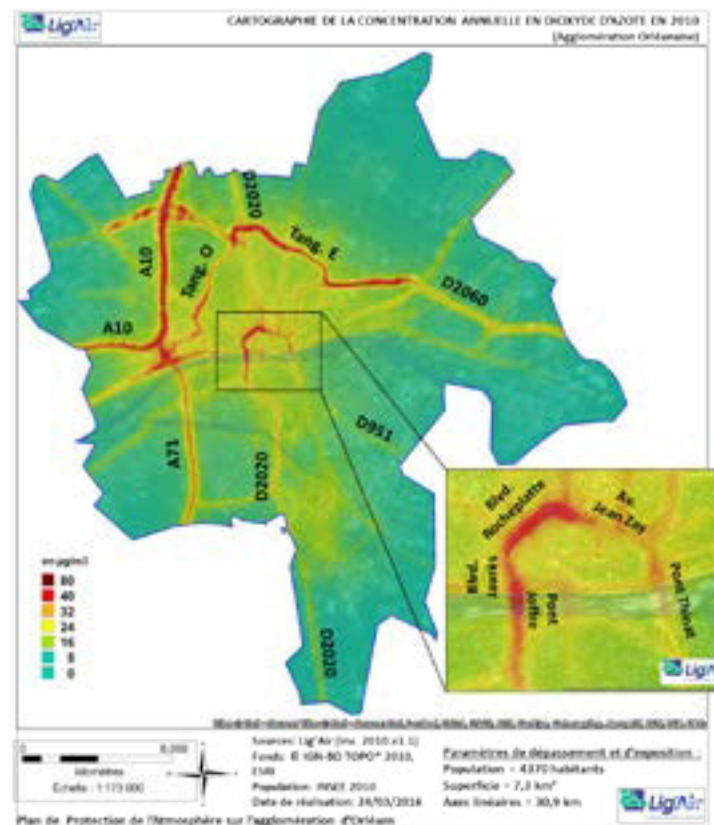 Lig'Air
CARTOGRAPHIE DE LA CONCENTRATION ANNUELLE EN DIOXYDE D'AZOTE EN 2010
(Agglomération Orléanaise)
D2020
A10
Tang. O
Tang. E
D2060
A10
D951
A71
D2020
D2020
Blvd.
Rocheplatte
Av.
Jean Zay
Blvd.
Jaurès
Pont
Joffre
Pont Thinat
Lig'Air
en µg/m3
80
40
32
24
16
8
0
0
kilomètres
Echelle : 1:173 000
Sources: Lig'Air (Inv. 2010.v1.1)
Fonds: © IGN-BD TOPO® 2010,
ESRI
Population: INSEE 2010
Date de réalisation: 24/03/2016
Paramètres de dépassement et d'exposition :
Population = 4370 habitants
Superficie = 7,3 km²
Axes linéaires = 30,9 km
Lig'Air
Plan de Protection de l'Atmosphère sur l'agglomération d'Orléans